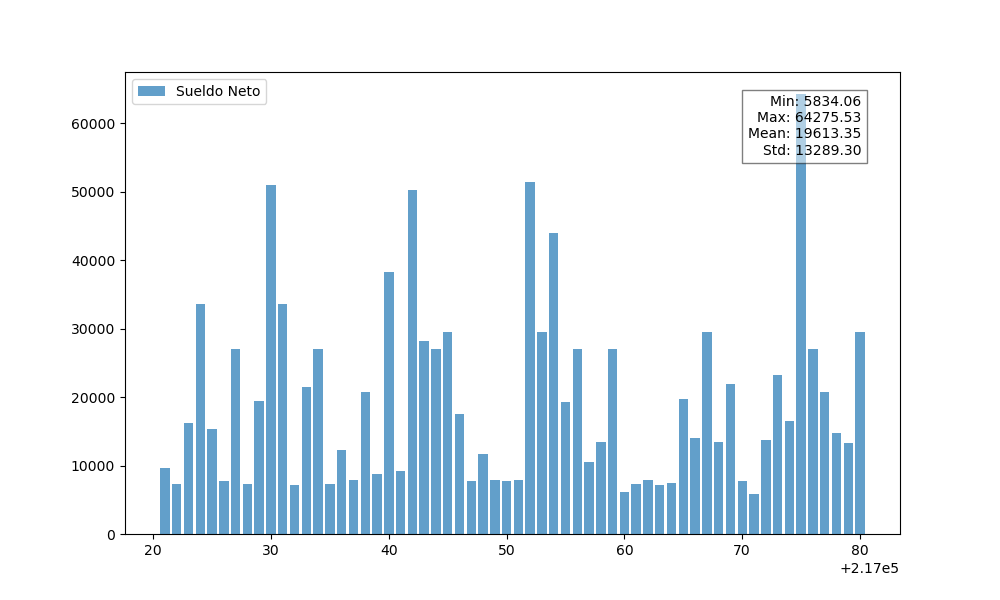 Sueldo Neto
Min: 5834.06
Max: 64275.53
Mean: 19613.35
Std: 13289.30
60000
50000
40000
30000
20000
10000
0
20 30 40 50 60 70 80
+2.17e5